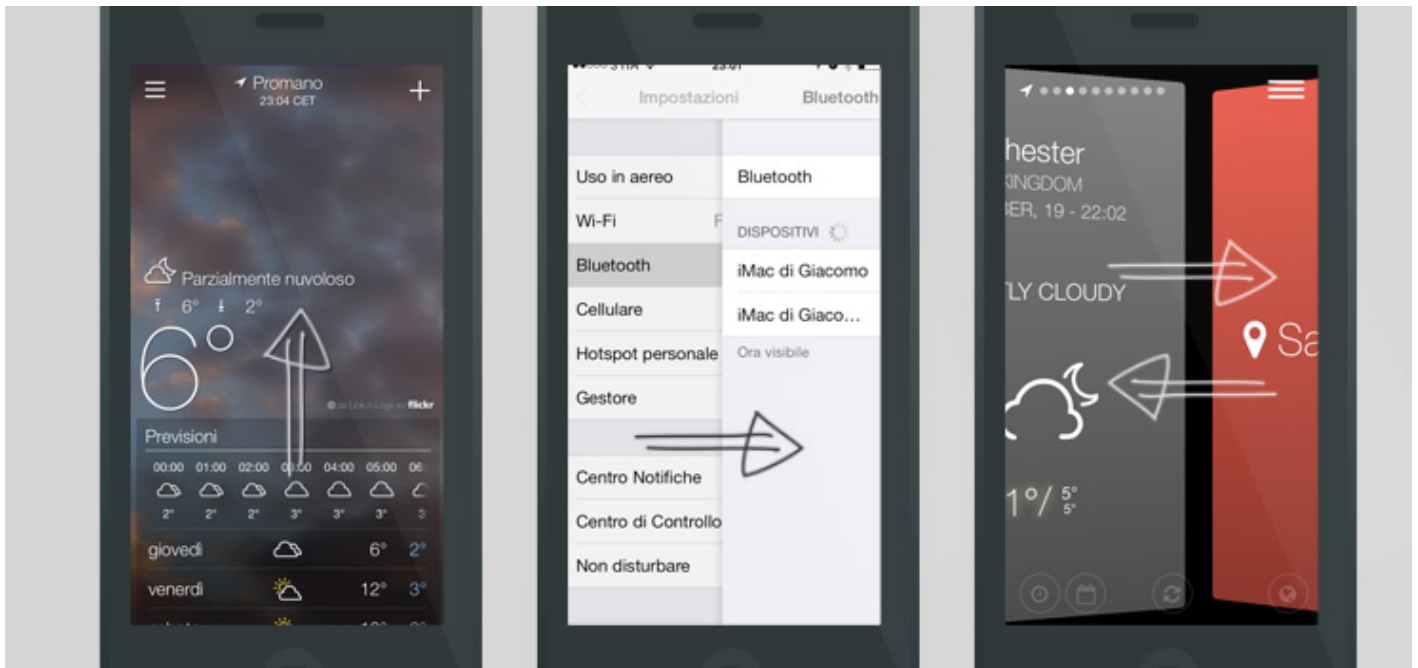 Promano
23:04 CET
Parzialmente nuvoloso
6° 2°
6°
flickr
Previsioni
00:00 01:00 02:00 03:00 04:00 05:00 06:
2° 2° 2° 3° 3° 3° 3
giovedì 6° 2°
venerdì 12° 3°
23:01
Impostazioni Bluetooth
Uso in aereo
Wi-Fi F
Bluetooth
Cellulare
Hotspot personale
Gestore
Centro Notifiche
Centro di Controllo
Non disturbare
Bluetooth
DISPOSITIVI
iMac di Giacomo
iMac di Giaco...
Ora visibile
hester
KINGDOM
BER, 19 - 22:02
TLY CLOUDY
1°/ 5°
5°
Sa